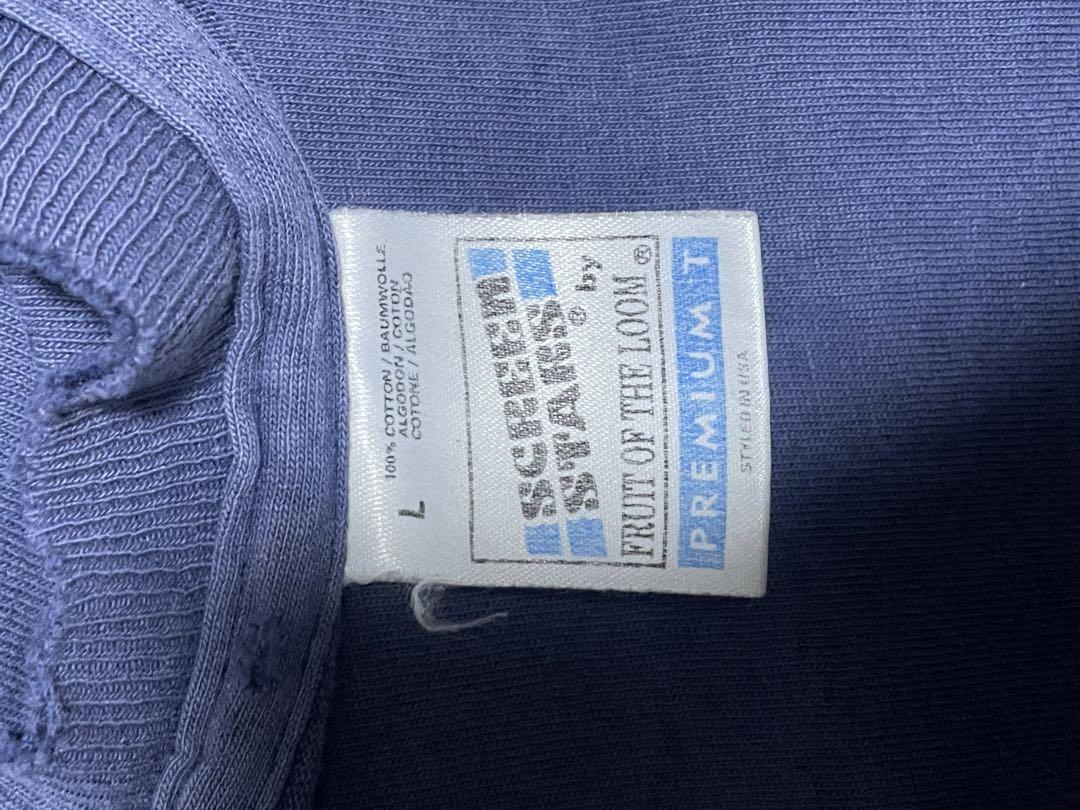 100% COTTON / BAUMWOLLE
ALGODON / COTON
COTONE / ALGODAO
L
SCREEN
STARS® by
FRUIT OF THE LOOM®
PREMIUM T
STYLED IN USA